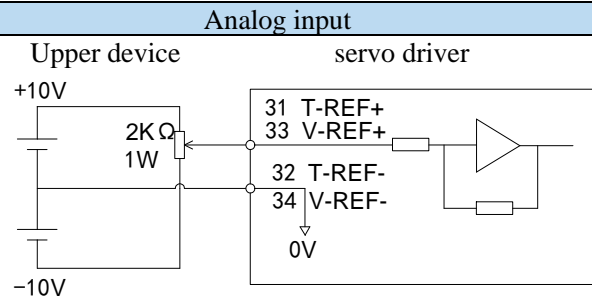 Analog input
Upper device servo driver
+10V
31 T-REF+
2KΩ 33 V-REF+
1W
32 T-REF-
34 V-REF-
0V
−10V